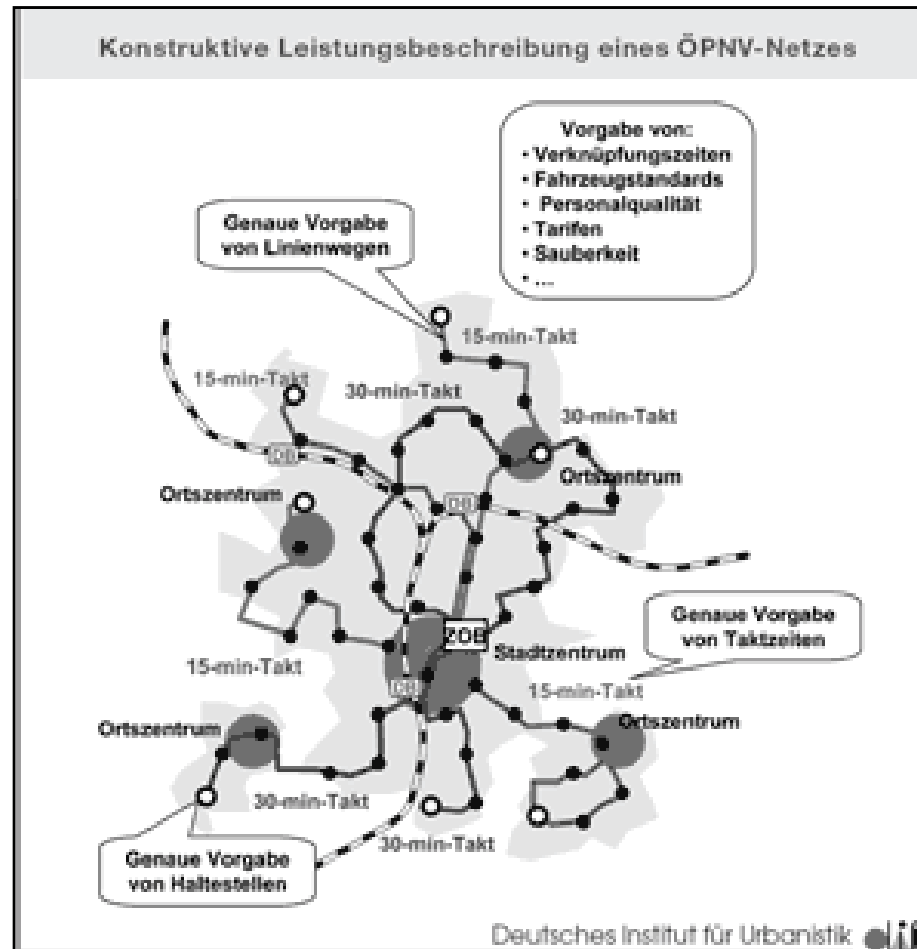 Konstruktive Leistungsbeschreibung eines ÖPNV-Netzes
Vorgabe von:
• Verknüpfungszeiten
• Fahrzeugstandards
• Personalqualität
• Tarifen
• Sauberkeit
• ...
Genaue Vorgabe
von Linienwegen
15-min-Takt
15-min-Takt
30-min-Takt
30-min-Takt
DB
Ortszentrum
Ortszentrum
DB
Genaue Vorgabe
von Taktzeiten
ZOB
Stadtzentrum
15-min-Takt
DB
15-min-Takt
Ortszentrum
Ortszentrum
30-min-Takt
30-min-Takt
Genaue Vorgabe
von Haltestellen
Deutsches Institut für Urbanistik